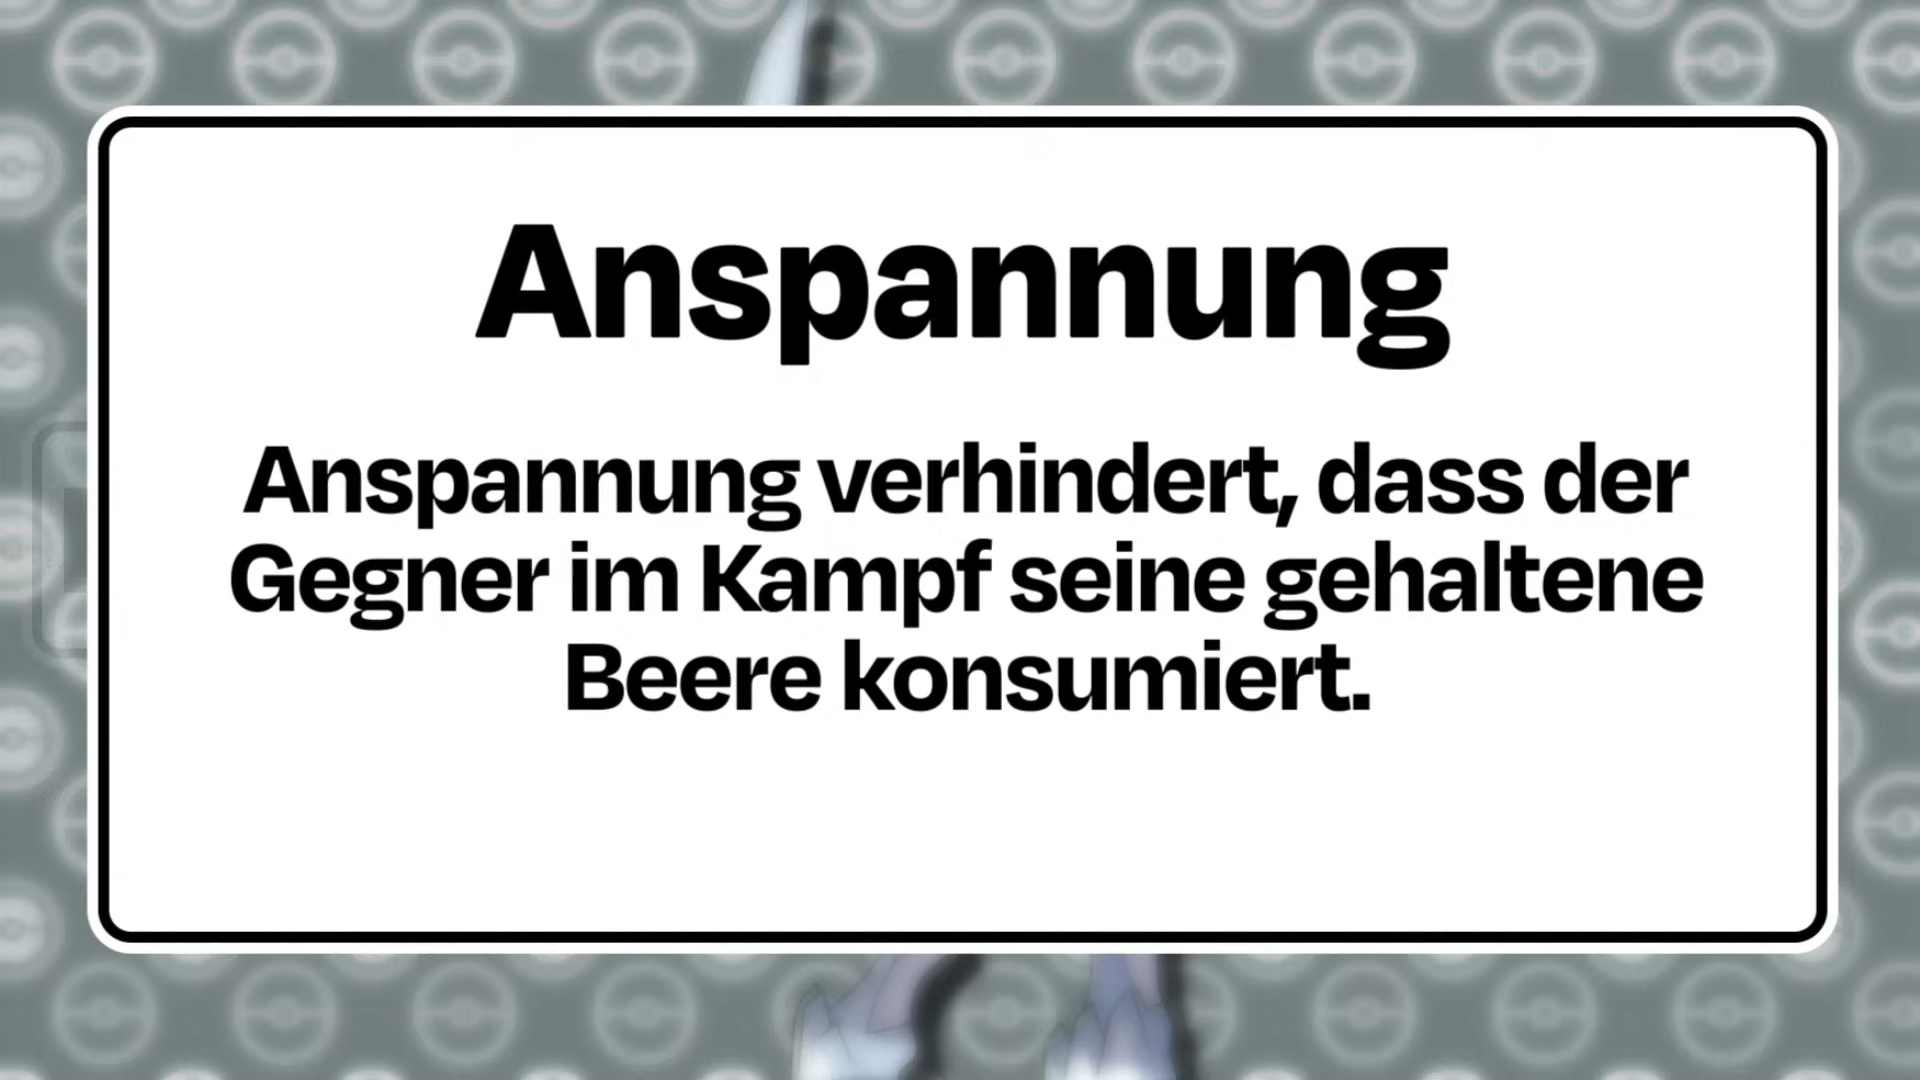 Anspannung
Anspannung verhindert, dass der
Gegner im Kampf seine gehaltene
Beere konsumiert.